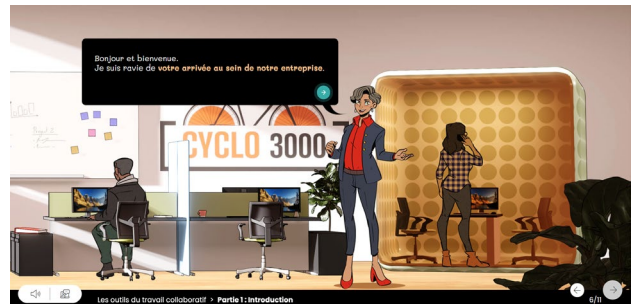 Bonjour et bienvenue.
Je suis ravie de votre arrivée au sein de notre entreprise.
CYCLO 3000
Les outils du travail collaboratif > Partie 1 : Introduction
6/11